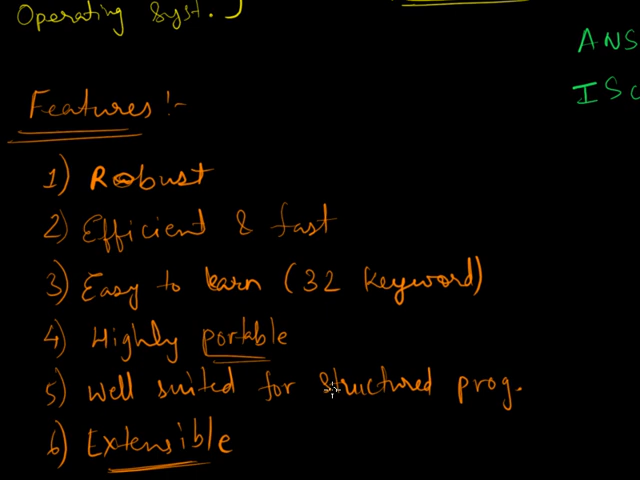 Operating Syst.)
ANS
ISO
Features :-
1) Robust
2) Efficient & fast
3) Easy to learn (32 keyword)
4) Highly portable
5) Well suited for structured prog.
6) Extensible